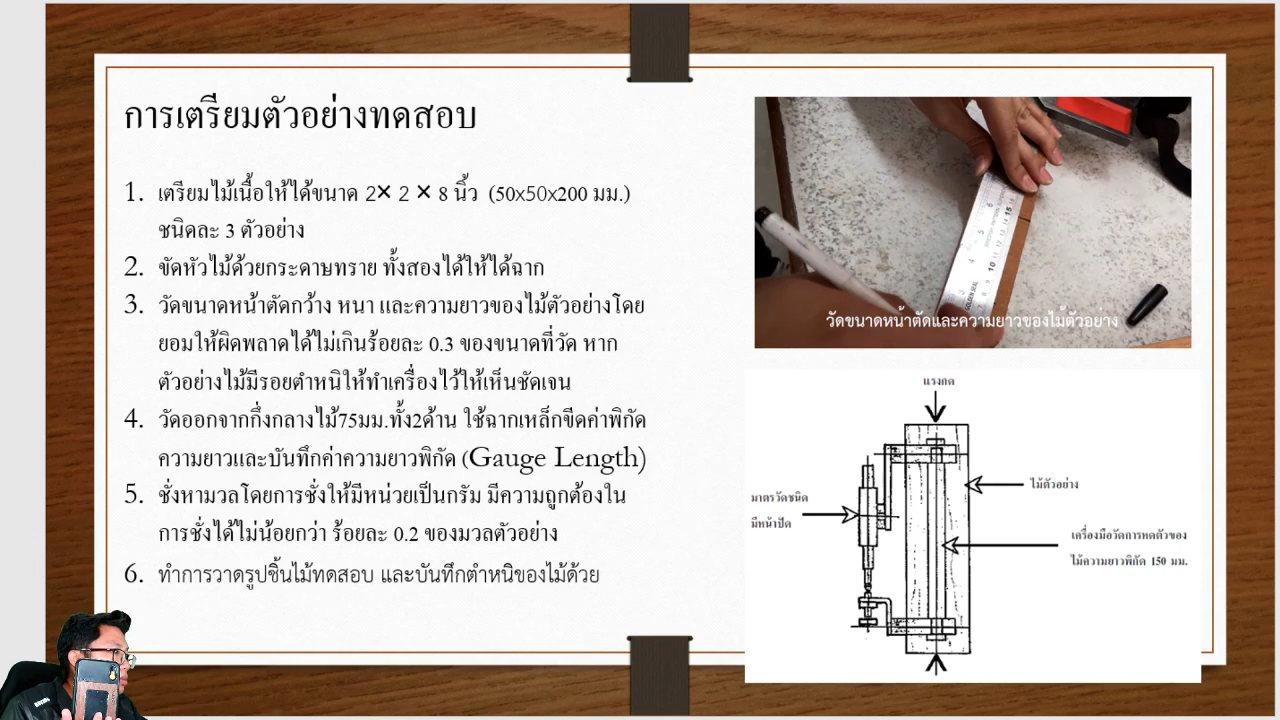 การเตรียมตัวอย่างทดสอบ
1. เตรียมไม้เนื้อให้ได้ขนาด 2× 2 × 8 นิ้ว (50x50x200 มม.)
ชนิดละ 3 ตัวอย่าง
2. ขัดหัวไม้ด้วยกระดาษทราย ทั้งสองได้ให้ได้ฉาก
3. วัดขนาดหน้าตัดกว้าง หนา และความยาวของไม้ตัวอย่างโดย
ยอมให้ผิดพลาดได้ไม่เกินร้อยละ 0.3 ของขนาดที่วัด หาก
ตัวอย่างไม้มีรอยตำหนิให้ทำเครื่องไว้ให้เห็นชัดเจน
4. วัดออกจากกึ่งกลางไม้75มม.ทั้ง2ด้าน ใช้ฉากเหล็กขีดค่าพิกัด
ความยาวและบันทึกค่าความยาวพิกัด (Gauge Length)
5. ชั่งหามวลโดยการชั่งให้มีหน่วยเป็นกรัม มีความถูกต้องใน
การชั่งได้ไม่น้อยกว่า ร้อยละ 0.2 ของมวลตัวอย่าง
6. ทำการวาดรูปชิ้นไม้ทดสอบ และบันทึกตำหนิของไม้ด้วย
วัดขนาดหน้าตัดและความยาวของไม้ตัวอย่าง
แรงกด
ไม้ตัวอย่าง
มาตรวัดชนิด
มีหน้าปัด
เครื่องมือวัดการหดตัวของ
ไม้ความยาวพิกัด 150 มม.